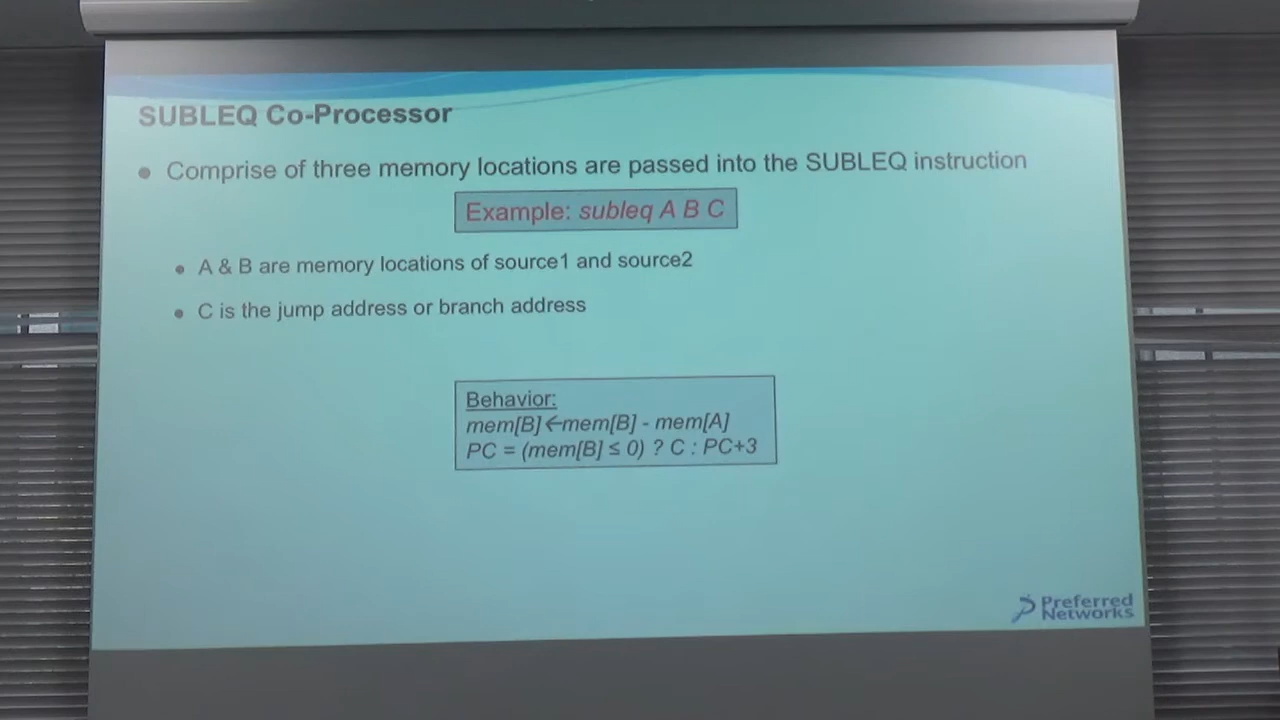 SUBLEQ Co-Processor
● Comprise of three memory locations are passed into the SUBLEQ instruction
Example: subleq A B C
● A & B are memory locations of source1 and source2
● C is the jump address or branch address
Behavior:
mem[B]←mem[B] - mem[A]
PC = (mem[B] ≤ 0) ? C : PC+3
Preferred
Networks